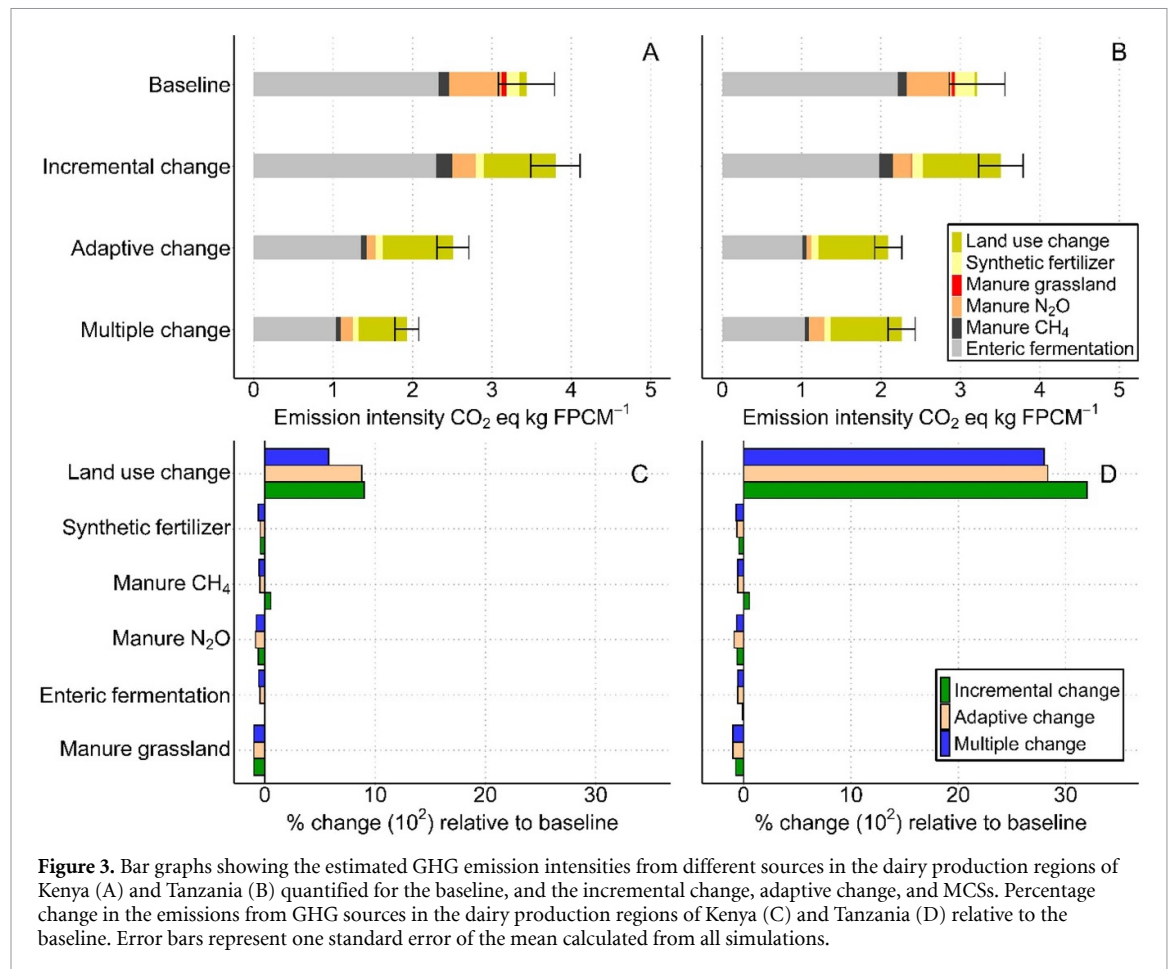 A
B
Baseline
Incremental change
Adaptive change
Multiple change
Land use change
Synthetic fertilizer
Manure grassland
Manure N₂O
Manure CH₄
Enteric fermentation
0 1 2 3 4 5
0 1 2 3 4 5
Emission intensity CO₂ eq kg FPCM⁻¹
Emission intensity CO₂ eq kg FPCM⁻¹
C
D
Land use change
Synthetic fertilizer
Manure CH₄
Manure N₂O
Enteric fermentation
Manure grassland
Incremental change
Adaptive change
Multiple change
0 10 20 30
0 10 20 30
% change (10²) relative to baseline
% change (10²) relative to baseline
Figure 3. Bar graphs showing the estimated GHG emission intensities from different sources in the dairy production regions of
Kenya (A) and Tanzania (B) quantified for the baseline, and the incremental change, adaptive change, and MCSs. Percentage
change in the emissions from GHG sources in the dairy production regions of Kenya (C) and Tanzania (D) relative to the
baseline. Error bars represent one standard error of the mean calculated from all simulations.